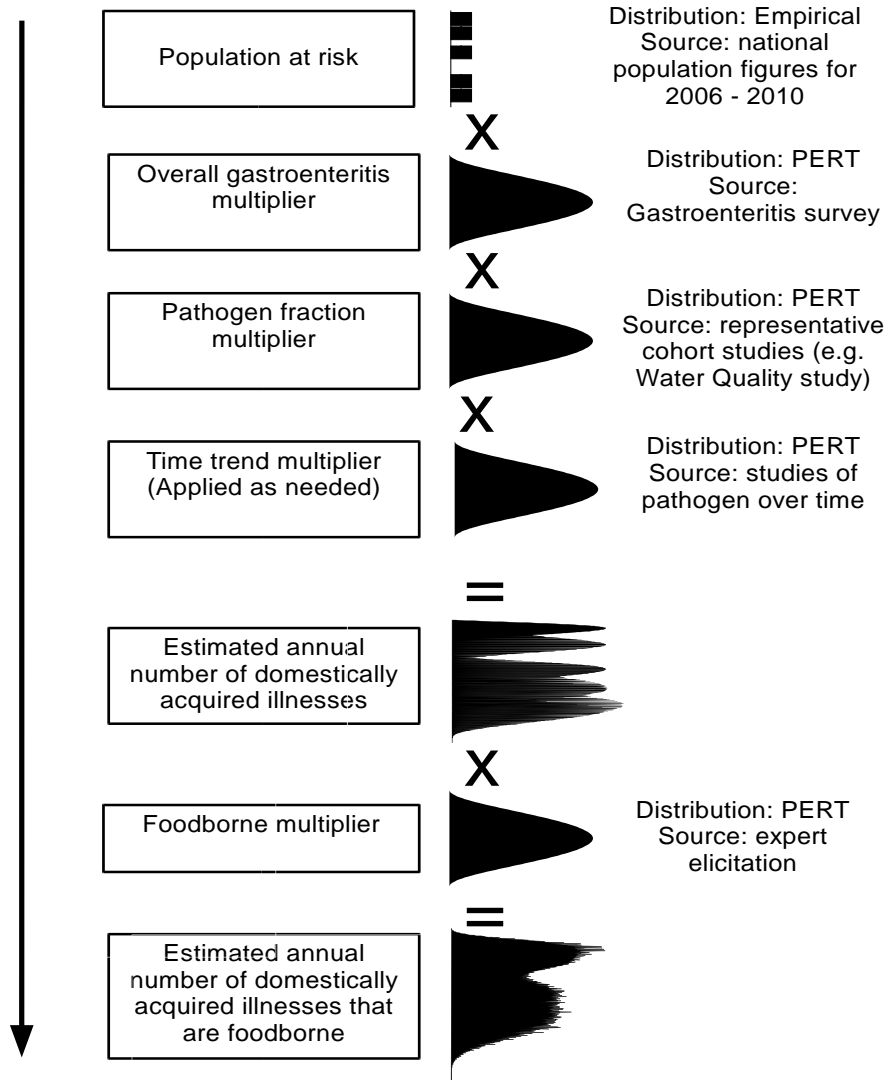 Population at risk
Distribution: Empirical
Source: national
population figures for
2006 - 2010
X
Overall gastroenteritis
multiplier
Distribution: PERT
Source:
Gastroenteritis survey
X
Pathogen fraction
multiplier
Distribution: PERT
Source: representative
cohort studies (e.g.
Water Quality study)
X
Time trend multiplier
(Applied as needed)
Distribution: PERT
Source: studies of
pathogen over time
=
Estimated annual
number of domestically
acquired illnesses
X
Foodborne multiplier
Distribution: PERT
Source: expert
elicitation
=
Estimated annual
number of domestically
acquired illnesses that
are foodborne